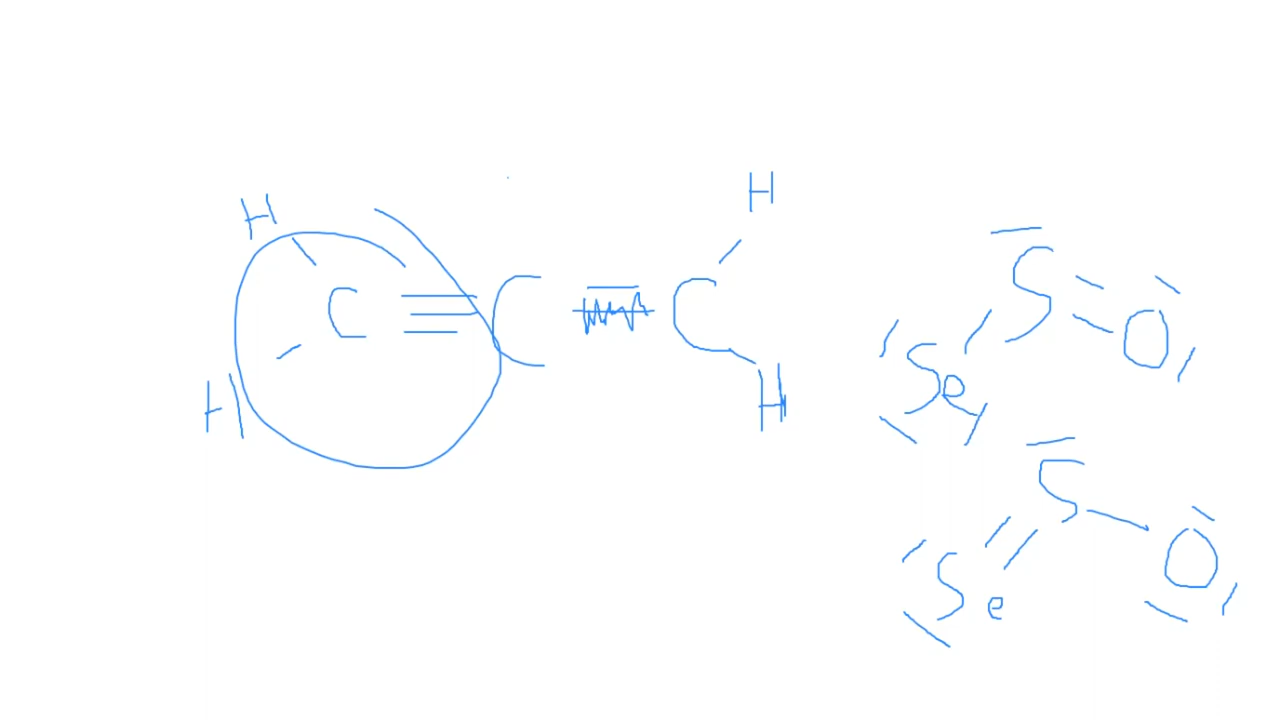 H H
C ≡ C C
H H
S = O
Se
S - O
Se